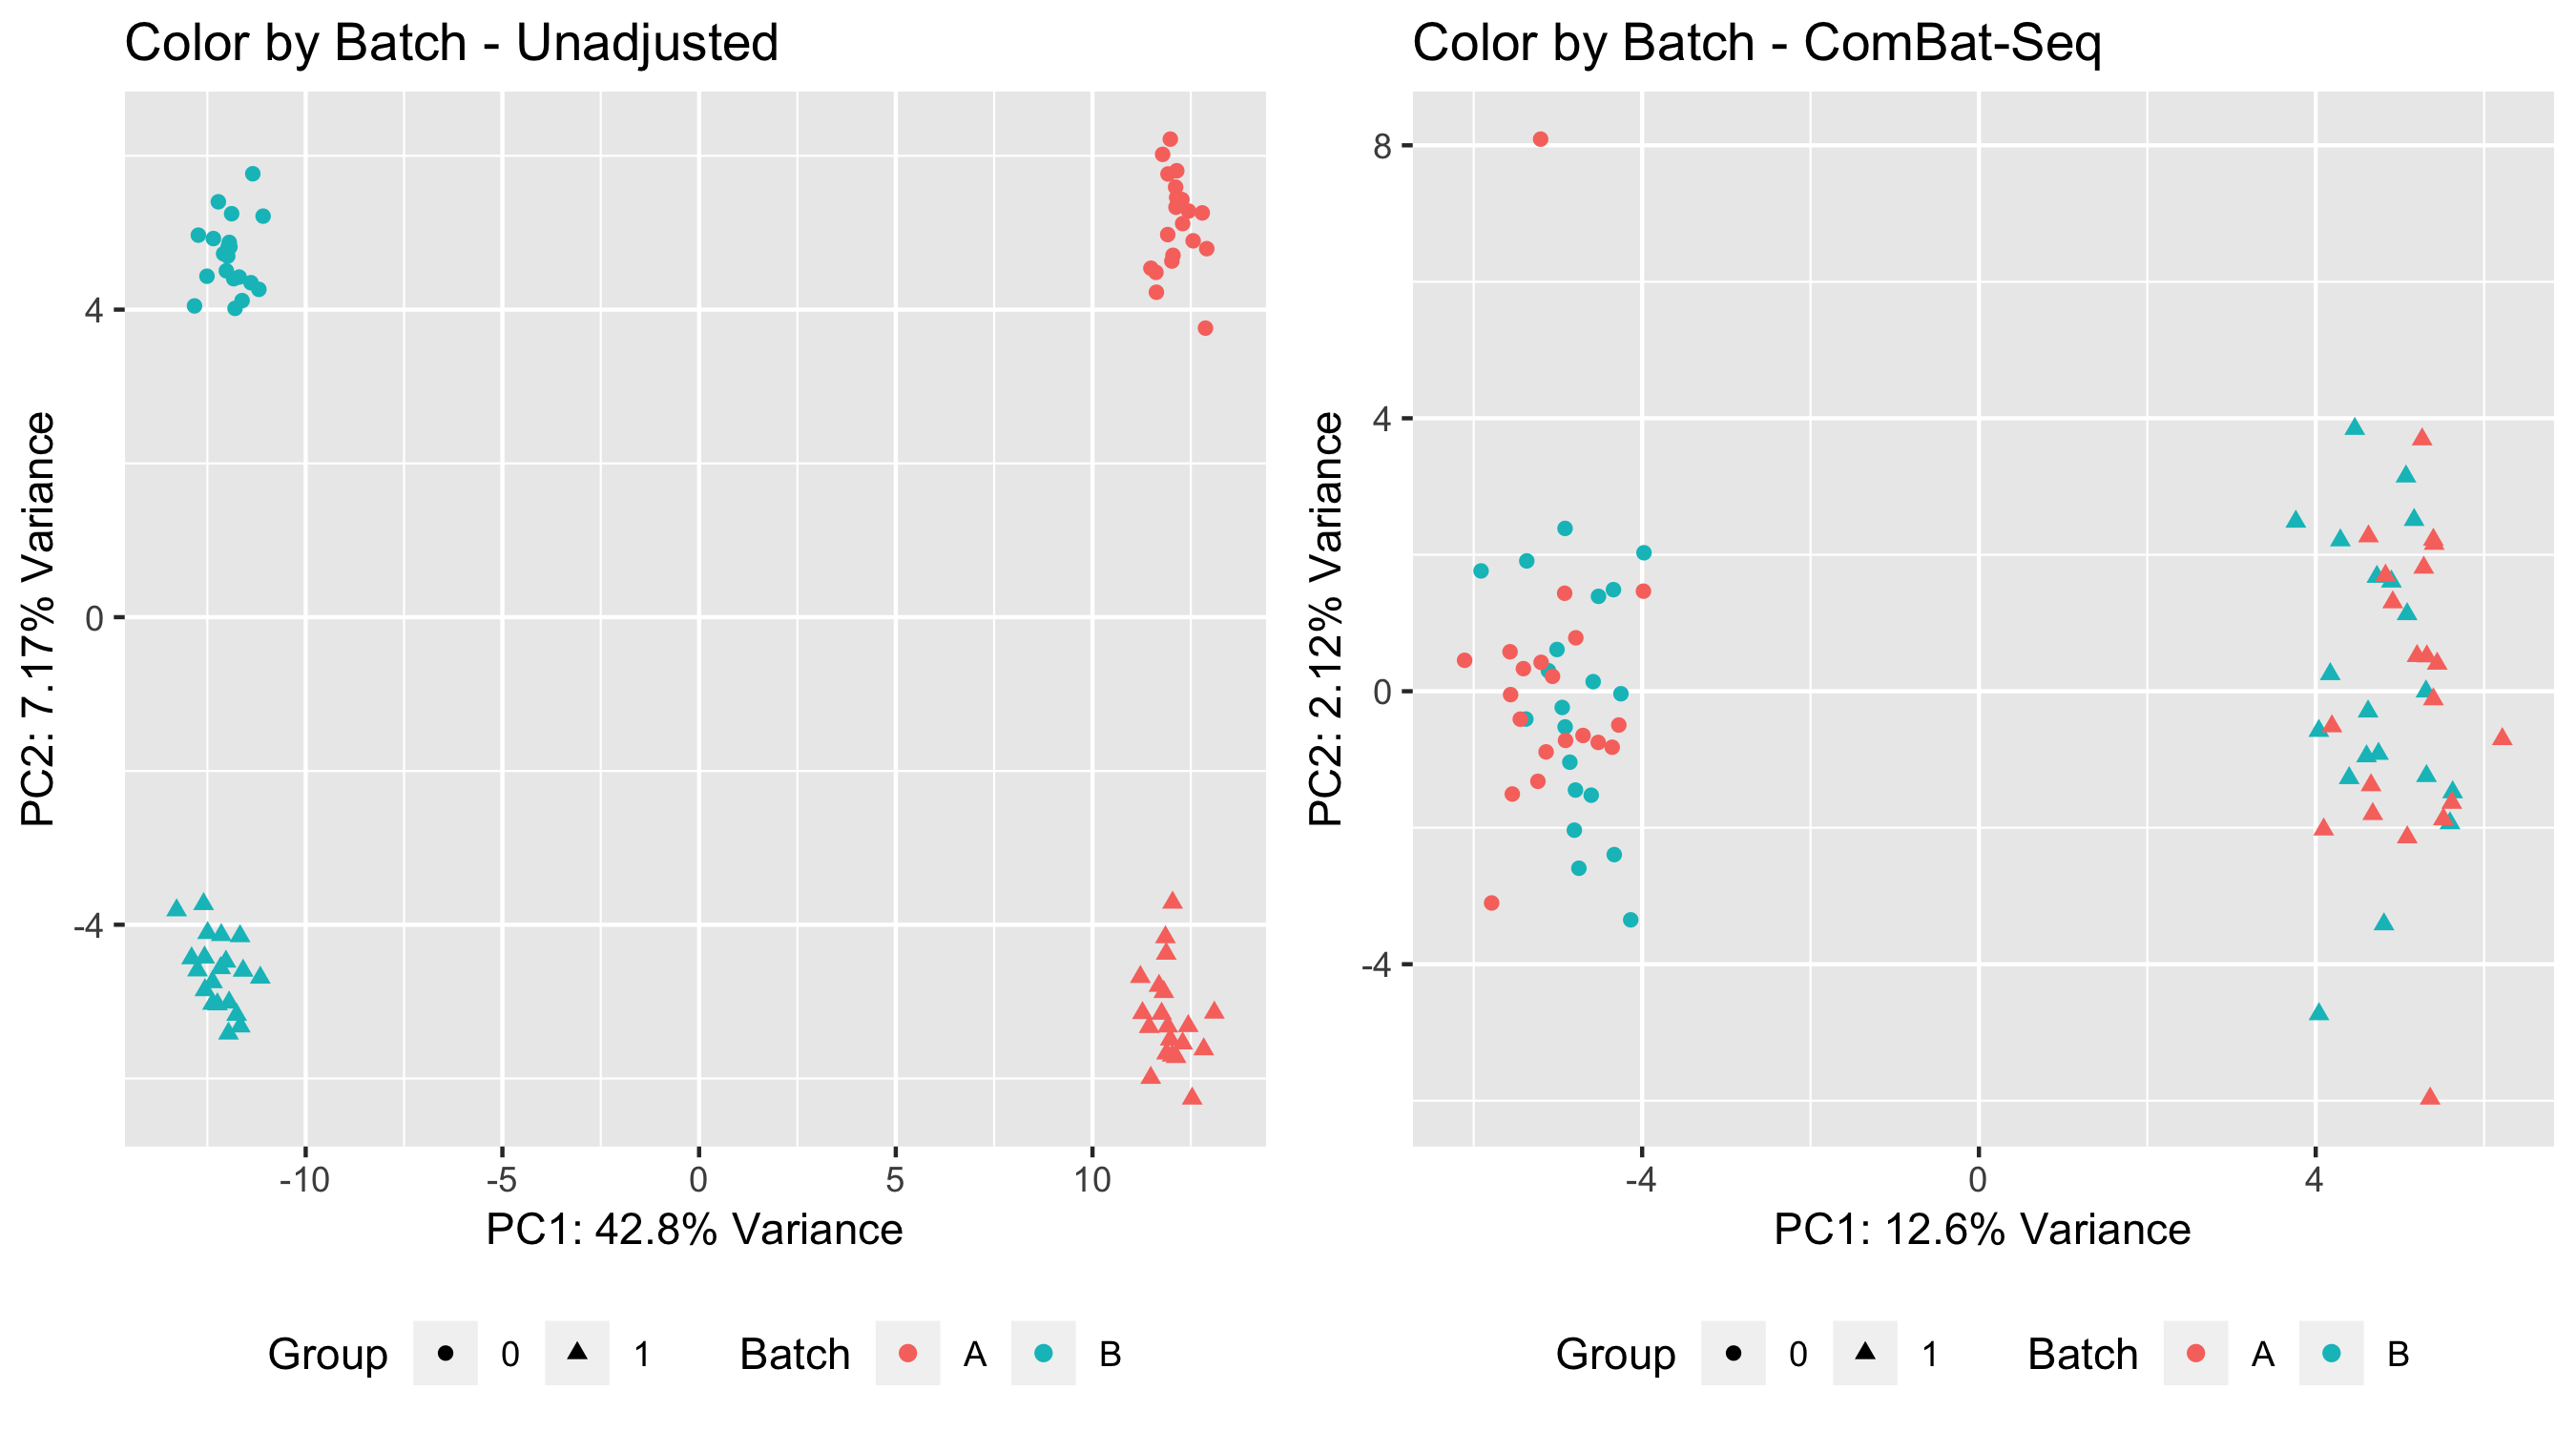 Color by Batch - Unadjusted
PC2: 7.17% Variance
4
0
-4
-10 -5 0 5 10
PC1: 42.8% Variance
Group 0 1 Batch A B
Color by Batch - ComBat-Seq
PC2: 2.12% Variance
8
4
0
-4
-4 0 4
PC1: 12.6% Variance
Group 0 1 Batch A B